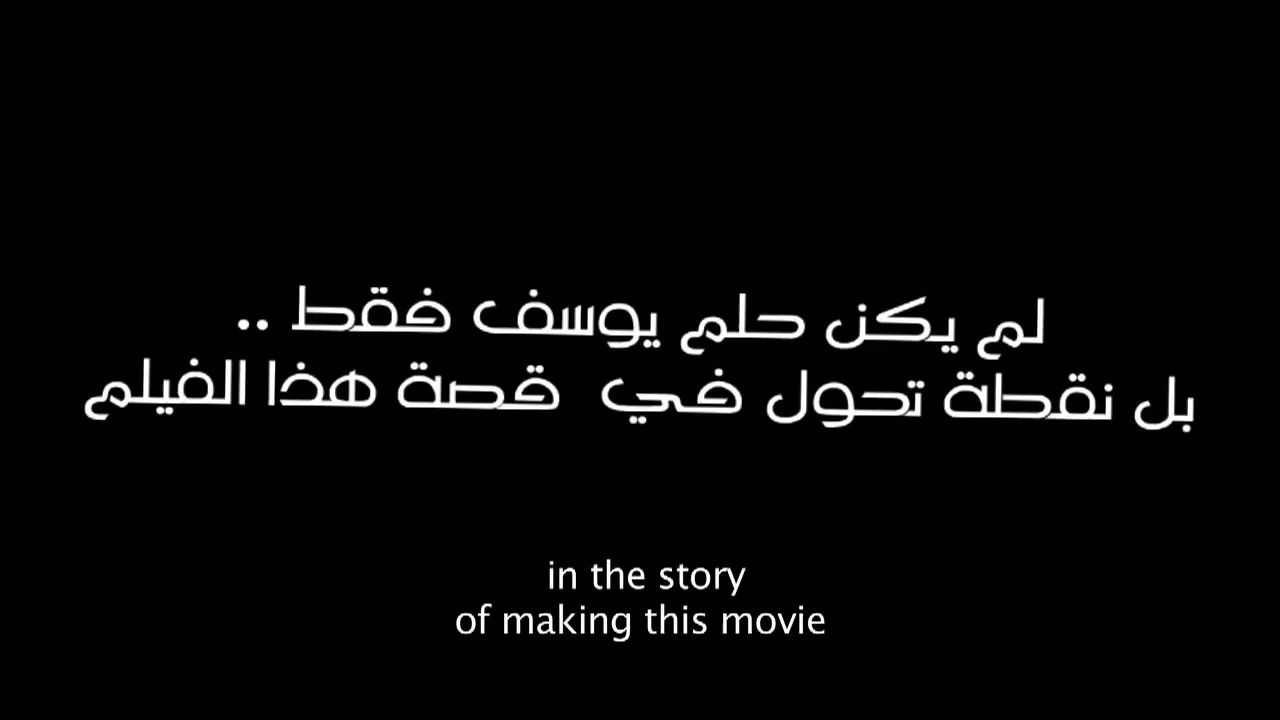 لم يكن حلم يوسف فقط ..
بل نقطة تحول في قصة هذا الفيلم
in the story
of making this movie